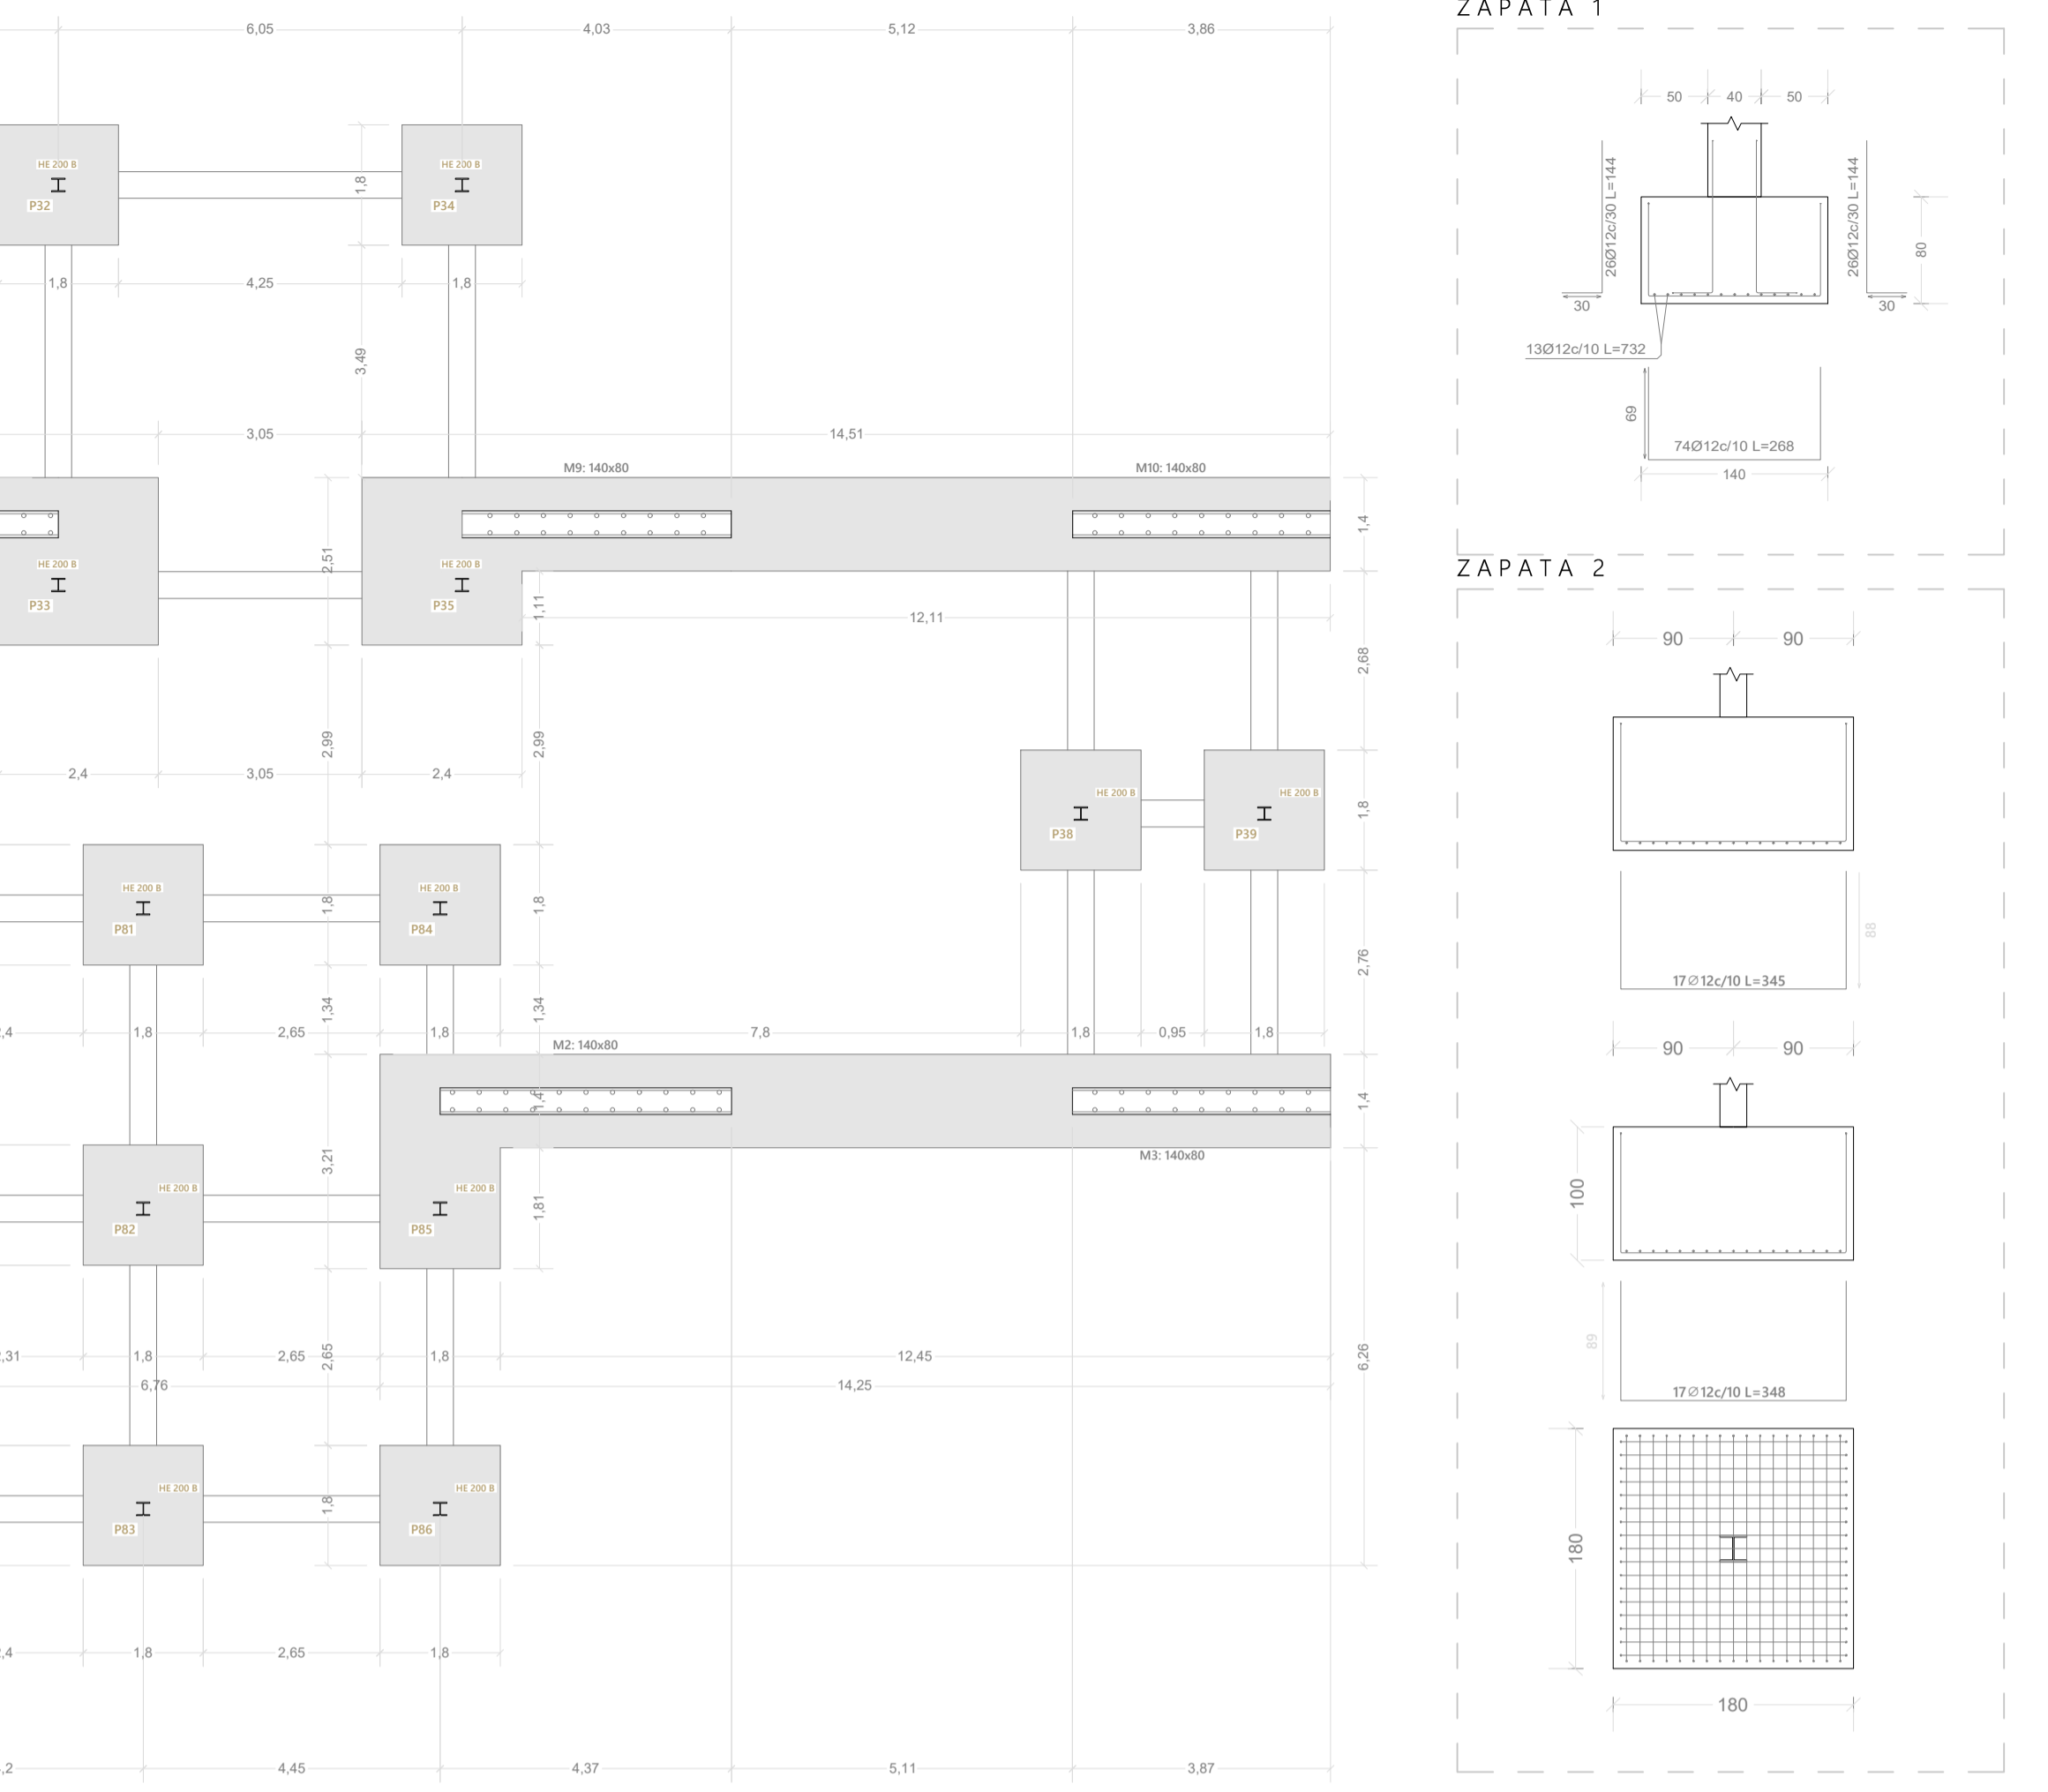 ZAPATA 1
6,05
4,03
5,12
3,86
50
40
50
HE 200 B
P32
HE 200 B
P34
1,8
26Ø12c/30 L=144
26Ø12c/30 L=144
80
30
30
1,8
4,25
1,8
3,49
13Ø12c/10 L=732
69
74Ø12c/10 L=268
140
3,05
14,51
M9: 140x80
M10: 140x80
2,51
1,4
HE 200 B
P33
HE 200 B
P35
1,11
12,11
ZAPATA 2
90
90
2,68
2,99
2,99
2,4
3,05
2,4
HE 200 B
P38
HE 200 B
P39
1,8
HE 200 B
P81
HE 200 B
P84
1,8
1,8
88
17∅12c/10 L=345
2,76
1,34
1,34
1,8
2,65
1,8
7,8
1,8
0,95
1,8
M2: 140x80
90
90
1,4
1,4
M3: 140x80
3,21
HE 200 B
P82
HE 200 B
P85
1,81
100
2,31
1,8
2,65
1,8
2,65
12,45
6,26
6,76
14,25
89
17∅12c/10 L=348
HE 200 B
P83
HE 200 B
P86
1,8
180
1,8
2,65
1,8
180
4,45
4,37
5,11
3,87